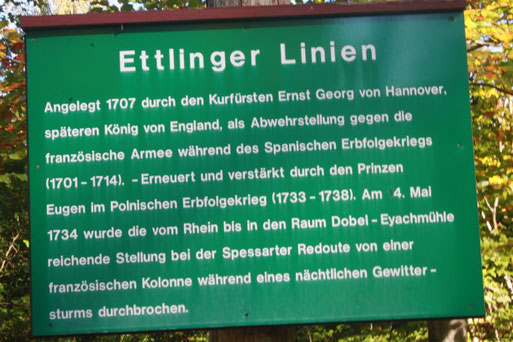 Ettlinger Linien
Angelegt 1707 durch den Kurfürsten Ernst Georg von Hannover,
späteren König von England, als Abwehrstellung gegen die
französische Armee während des Spanischen Erbfolgekriegs
(1701 - 1714). - Erneuert und verstärkt durch den Prinzen
Eugen im Polnischen Erbfolgekrieg (1733 - 1738). Am 4. Mai
1734 wurde die vom Rhein bis in den Raum Dobel - Eyachmühle
reichende Stellung bei der Spessarter Redoute von einer
französischen Kolonne während eines nächtlichen Gewitter -
sturms durchbrochen.